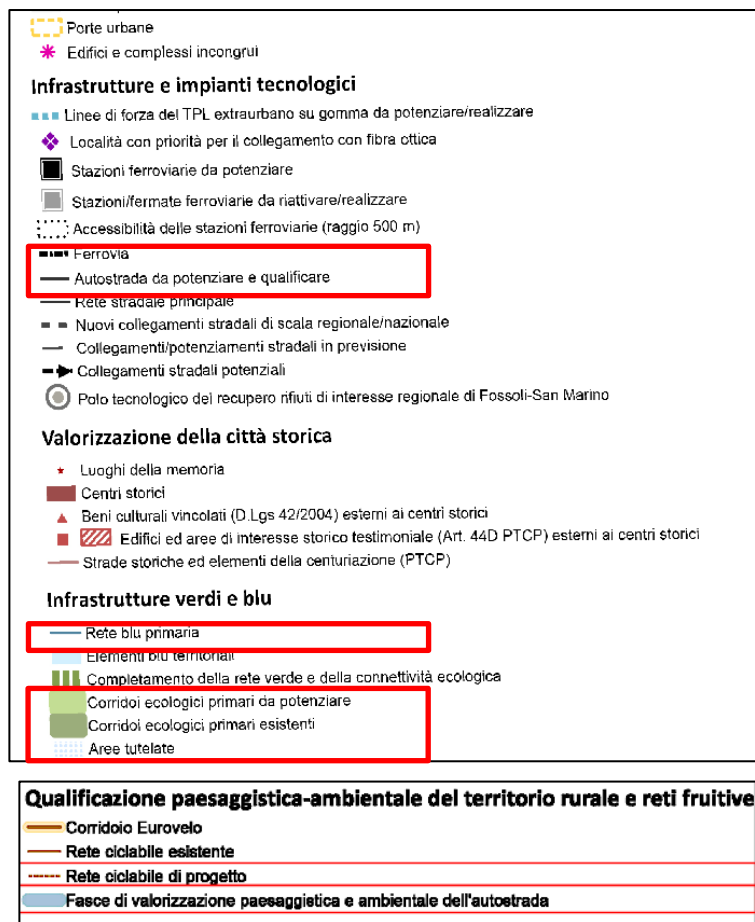 Porte urbane
Edifici e complessi incongrui
Infrastrutture e impianti tecnologici
Linee di forza del TPL extraurbano su gomma da potenziare/realizzare
Località con priorità per il collegamento con fibra ottica
Stazioni ferroviarie da potenziare
Stazioni/fermate ferroviarie da riattivare/realizzare
Accessibilità delle stazioni ferroviarie (raggio 500 m)
Ferrovia
Autostrada da potenziare e qualificare
Rete stradale principale
Nuovi collegamenti stradali di scala regionale/nazionale
Collegamenti/potenziamenti stradali in previsione
Collegamenti stradali potenziali
Polo tecnologico del recupero rifiuti di interesse regionale di Fossoli-San Marino
Valorizzazione della città storica
Luoghi della memoria
Centri storici
Beni culturali vincolati (D.Lgs 42/2004) esterni ai centri storici
Edifici ed aree di interesse storico testimoniale (Art. 44D PTCP) esterni ai centri storici
Strade storiche ed elementi della centuriazione (PTCP)
Infrastrutture verdi e blu
Rete blu primaria
Elementi blu territoriali
Completamento della rete verde e della connettività ecologica
Corridoi ecologici primari da potenziare
Corridoi ecologici primari esistenti
Aree tutelate
Qualificazione paesaggistica-ambientale del territorio rurale e reti fruitive
Corridoio Eurovelo
Rete ciclabile esistente
Rete ciclabile di progetto
Fasce di valorizzazione paesaggistica e ambientale dell'autostrada